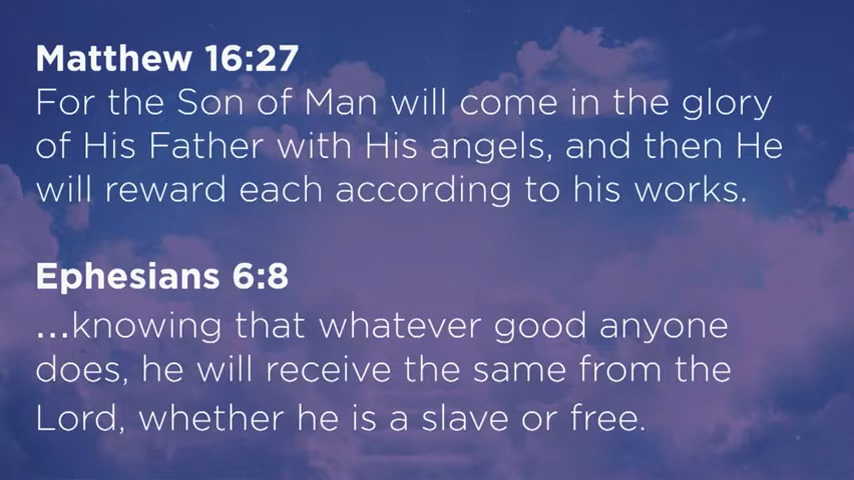 Matthew 16:27
For the Son of Man will come in the glory
of His Father with His angels, and then He
will reward each according to his works.
Ephesians 6:8
...knowing that whatever good anyone
does, he will receive the same from the
Lord, whether he is a slave or free.